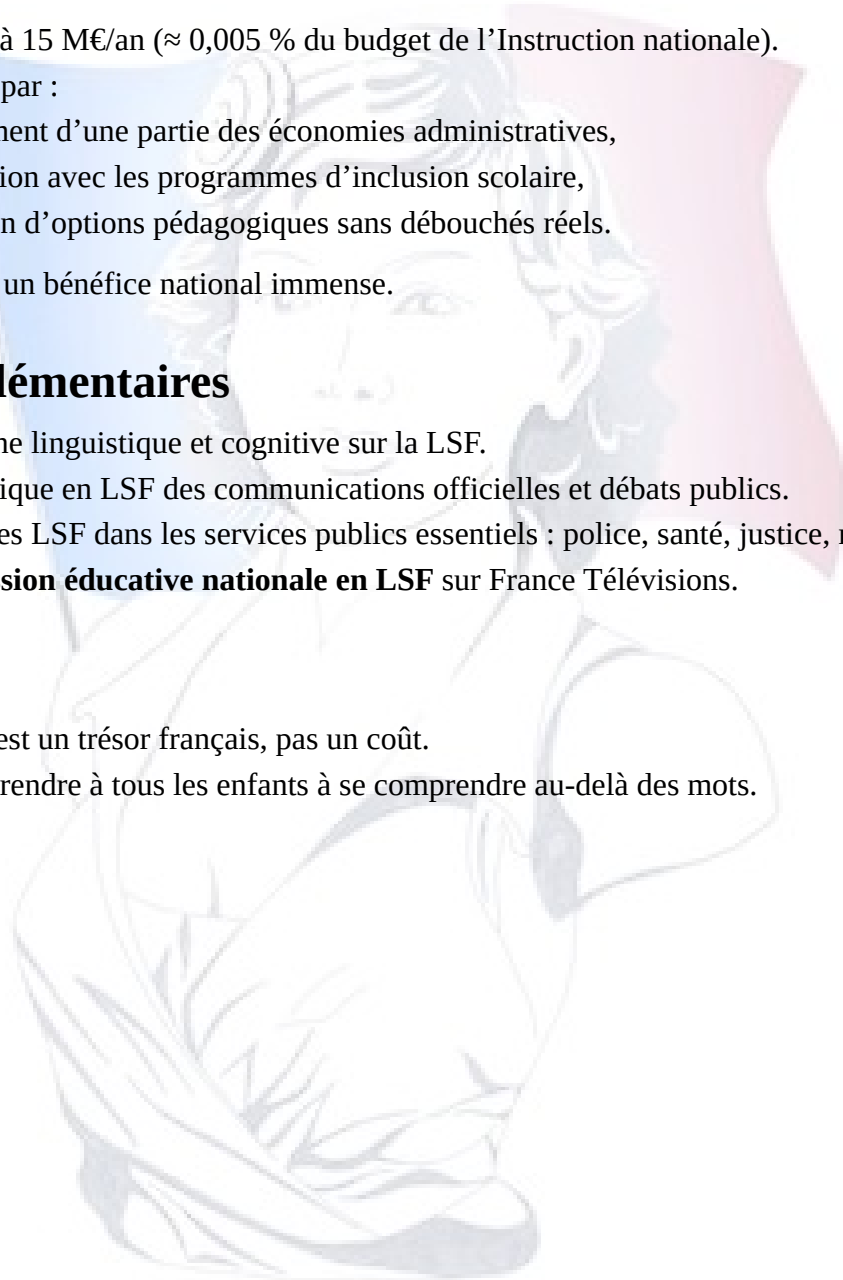 à 15 M€/an (≈ 0,005 % du budget de l’Instruction nationale).
par :
ent d’une partie des économies administratives,
ion avec les programmes d’inclusion scolaire,
n d’options pédagogiques sans débouchés réels.
un bénéfice national immense.
lémentaires
ne linguistique et cognitive sur la LSF.
ique en LSF des communications officielles et débats publics.
es LSF dans les services publics essentiels : police, santé, justice,
sion éducative nationale en LSF sur France Télévisions.
est un trésor français, pas un coût.
rendre à tous les enfants à se comprendre au-delà des mots.